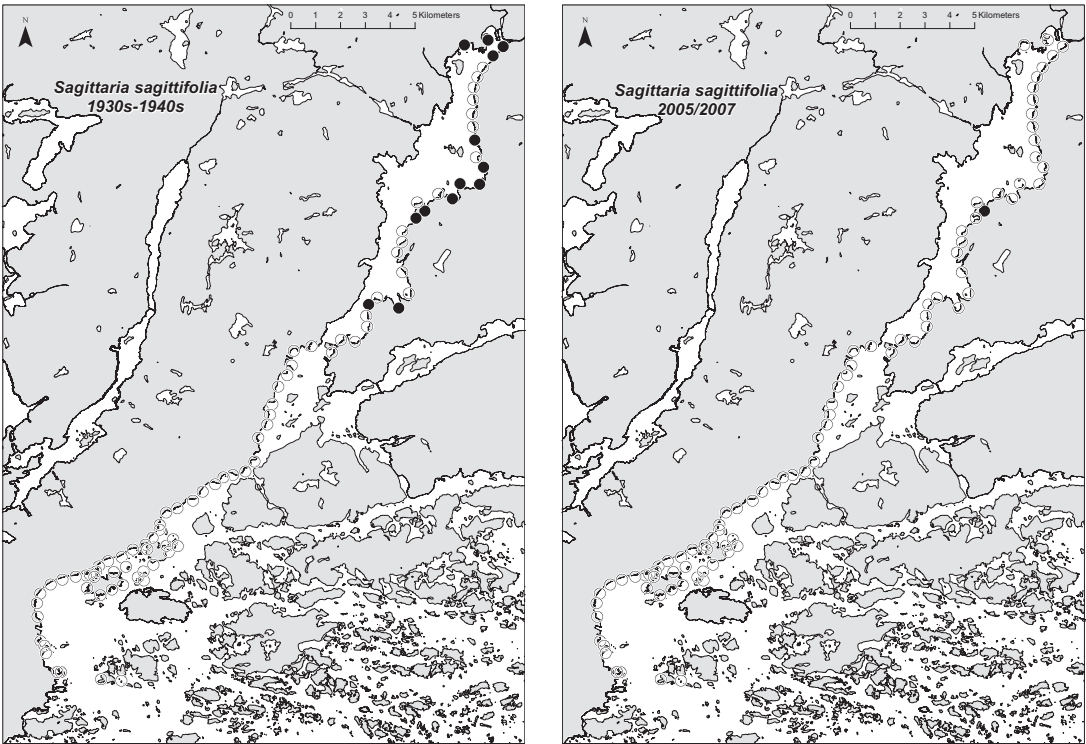 N
0 1 2 3 4 5 Kilometers
Sagittaria sagittifolia
1930s-1940s
N
0 1 2 3 4 5 Kilometers
Sagittaria sagittifolia
2005/2007